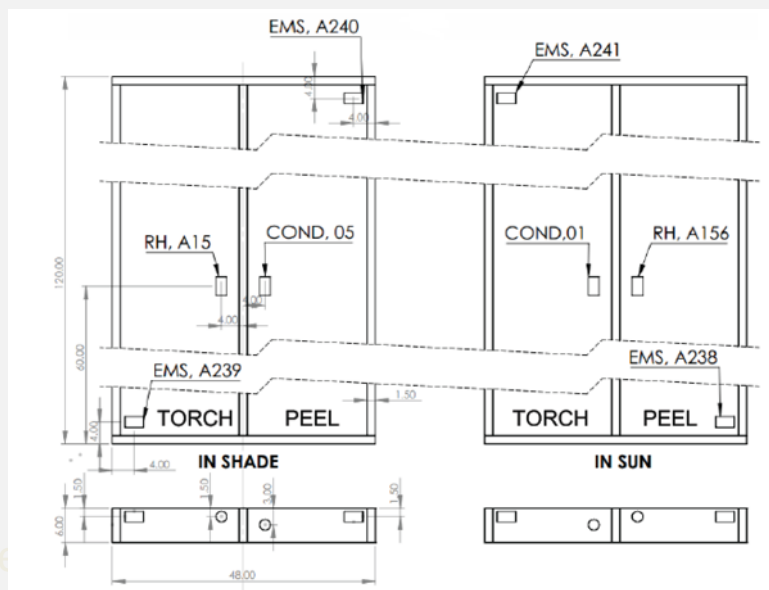 EMS, A240
EMS, A241
4.00
4.00
RH, A15
COND, 05
COND,01
RH, A156
120.00
4.00
4.00
60.00
EMS, A239
EMS, A238
1.50
4.00
TORCH
PEEL
TORCH
PEEL
4.00
IN SHADE
IN SUN
1.50
1.50
3.00
1.50
6.00
48.00